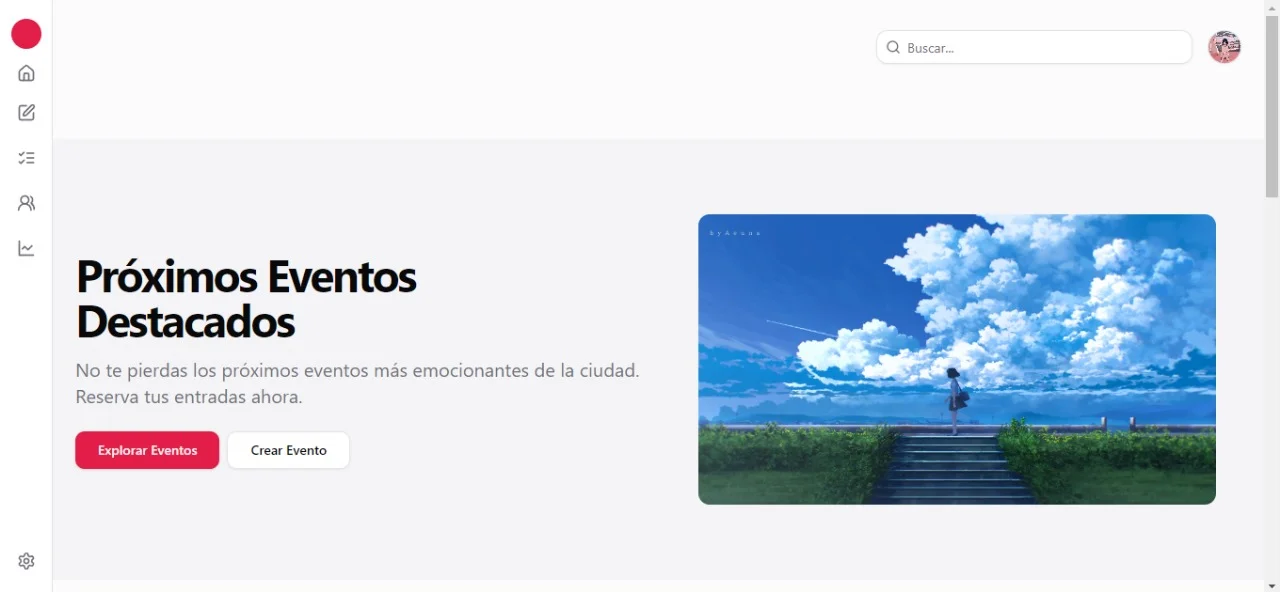 Buscar...
byAnuna
Próximos Eventos
Destacados
No te pierdas los próximos eventos más emocionantes de la ciudad.
Reserva tus entradas ahora.
Explorar Eventos
Crear Evento